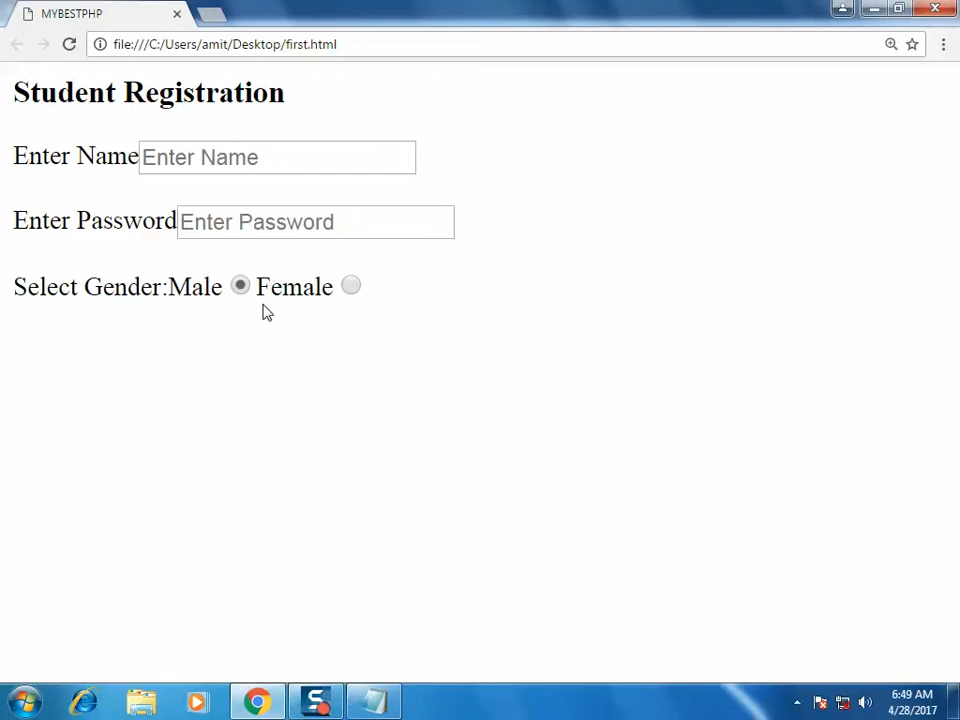 MYBESTPHP
file:///C:/Users/amit/Desktop/first.html
Student Registration
Enter Name Enter Name
Enter Password Enter Password
Select Gender:Male Female
6:49 AM
4/28/2017